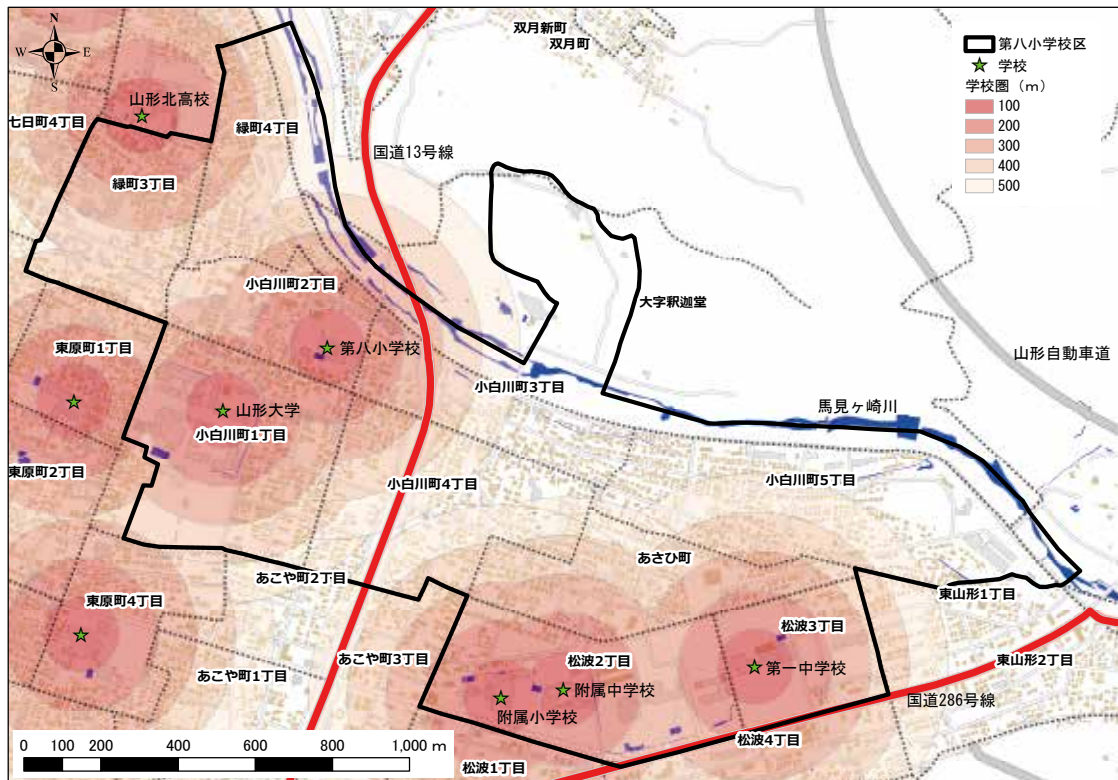 双月新町
双月町
N
W
E
S
第八小学校区
学校
学校圏（m）
100
200
300
400
500
山形北高校
七日町4丁目
緑町4丁目
国道13号線
緑町3丁目
小白川町2丁目
大字釈迦堂
東原町1丁目
第八小学校
山形自動車道
小白川町3丁目
山形大学
馬見ヶ崎川
小白川町1丁目
東原町2丁目
小白川町4丁目
小白川町5丁目
あさひ町
あこや町2丁目
東山形1丁目
東原町4丁目
松波3丁目
あこや町3丁目
松波2丁目
東山形2丁目
あこや町1丁目
第一中学校
附属中学校
国道286号線
附属小学校
松波4丁目
0 100 200 400 600 800 1,000 m
松波1丁目